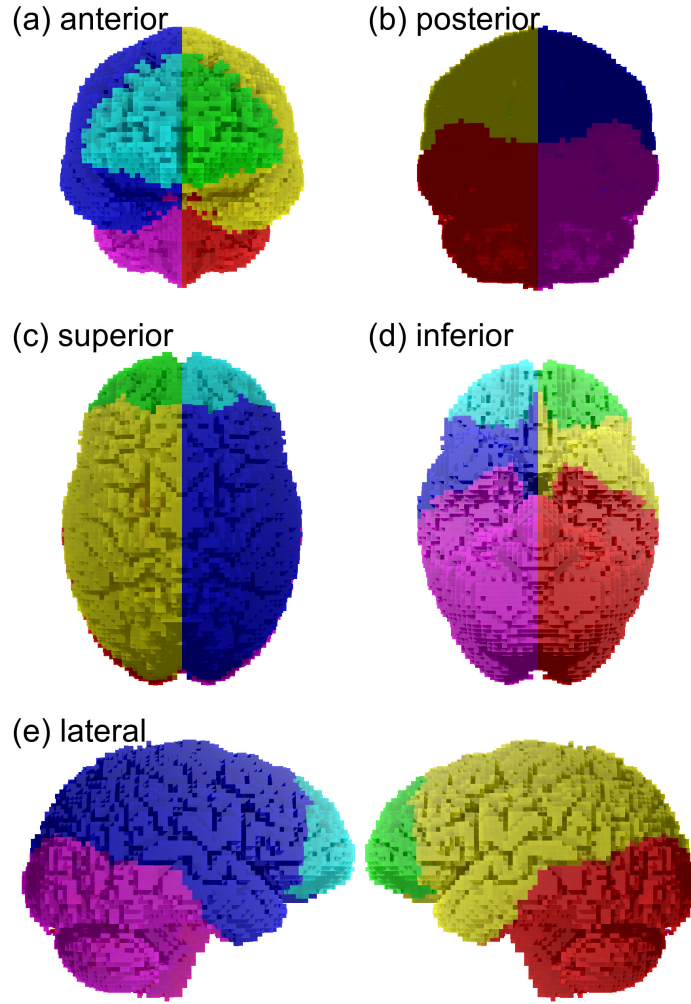 (a) anterior
(b) posterior
(c) superior
(d) inferior
(e) lateral